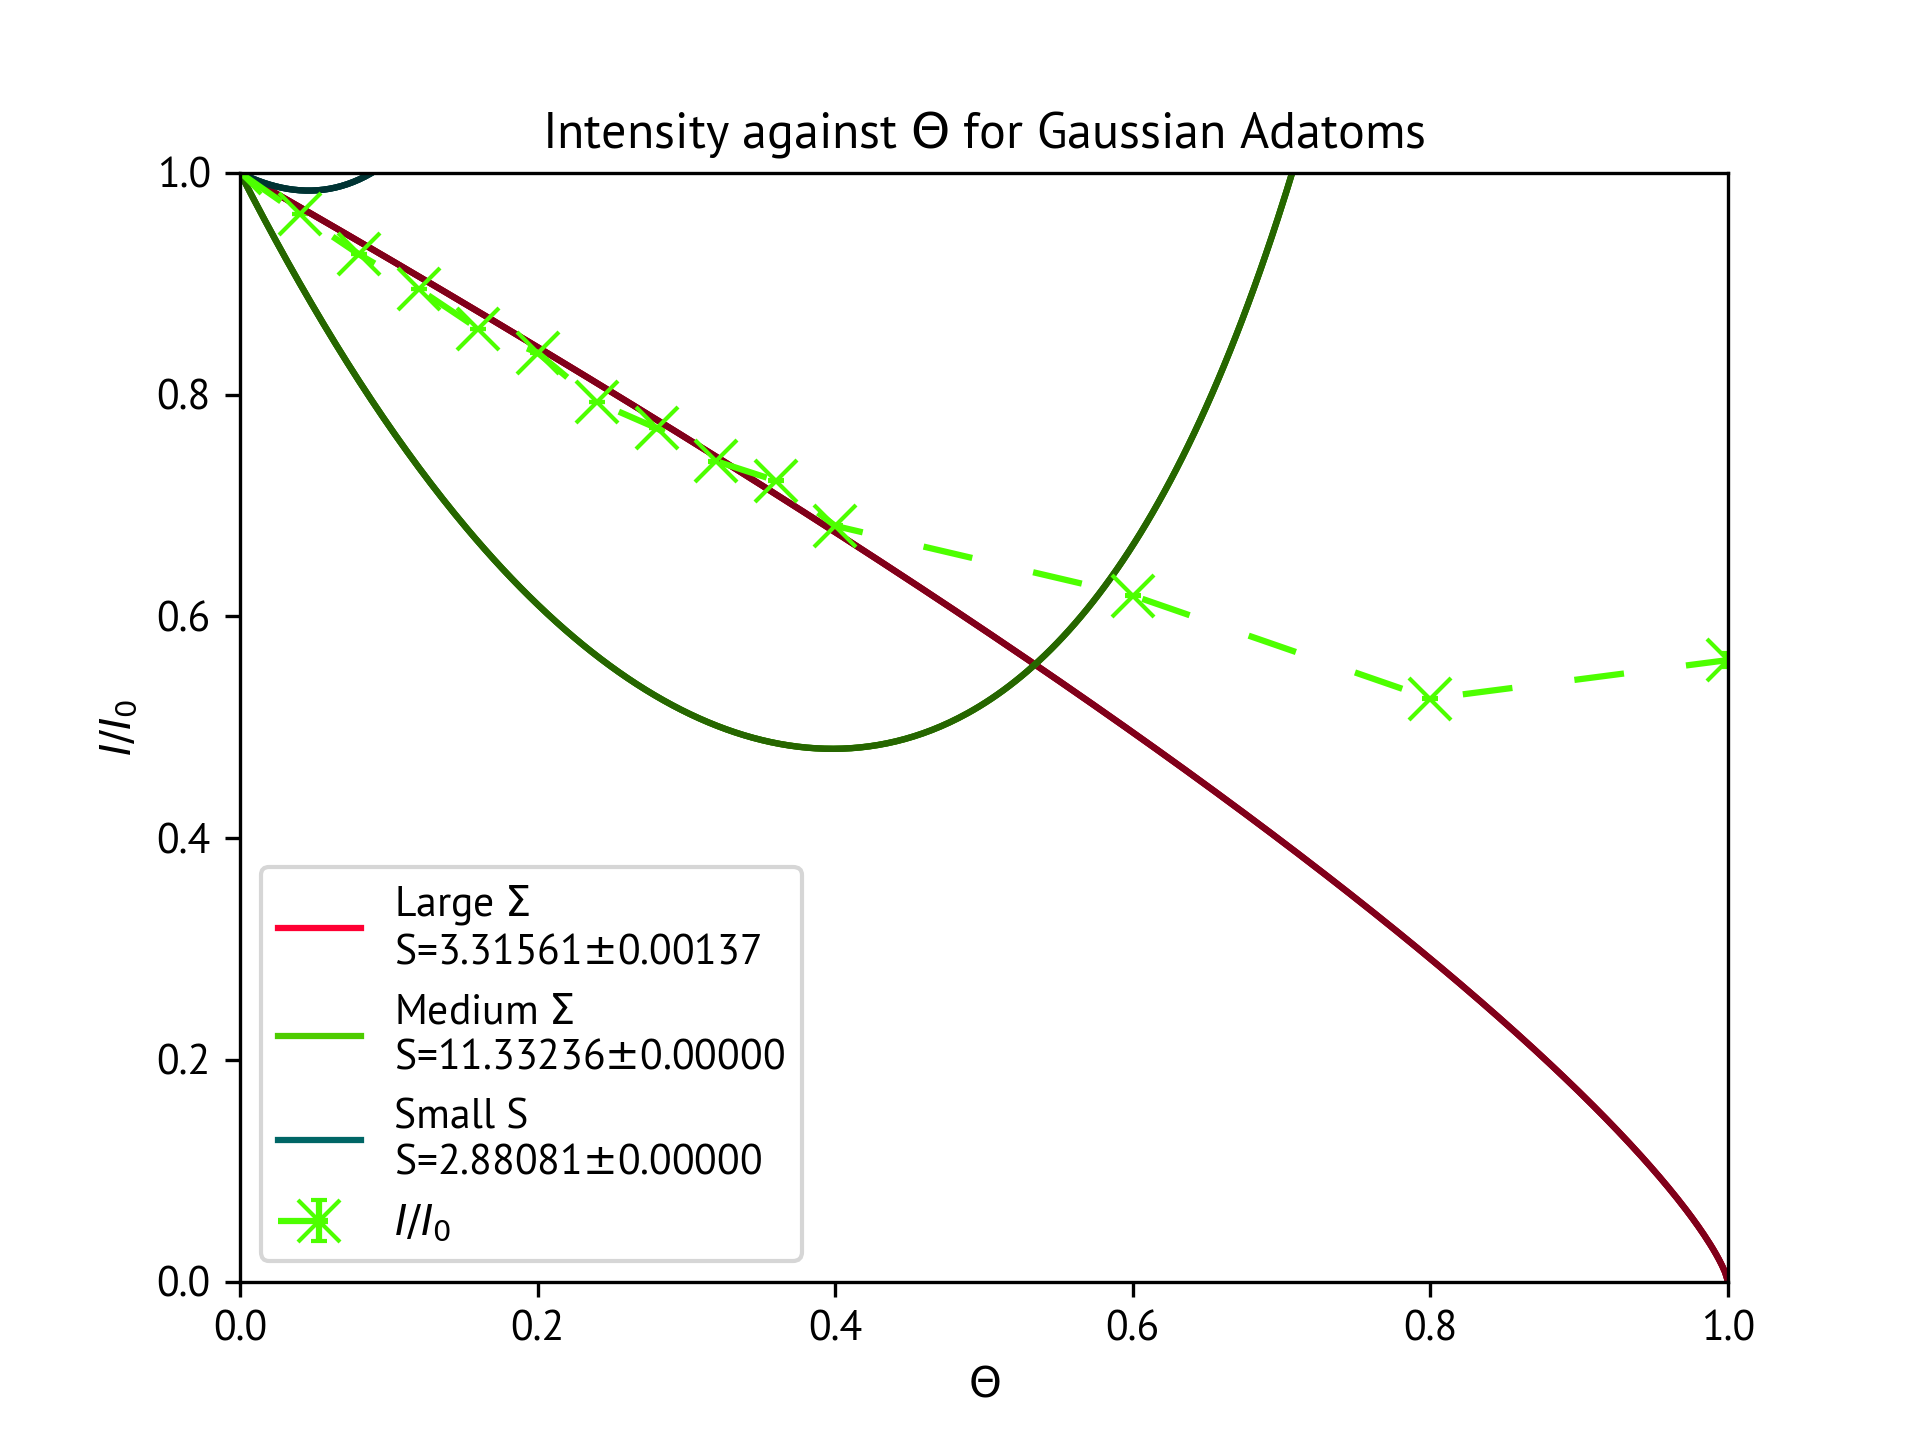 Intensity against Θ for Gaussian Adatoms
1.0
0.8
0.6
0.4
0.2
0.0
I/I₀
Large Σ
S=3.31561±0.00137
Medium Σ
S=11.33236±0.00000
Small S
S=2.88081±0.00000
I/I₀
0.0 0.2 0.4 0.6 0.8 1.0
Θ